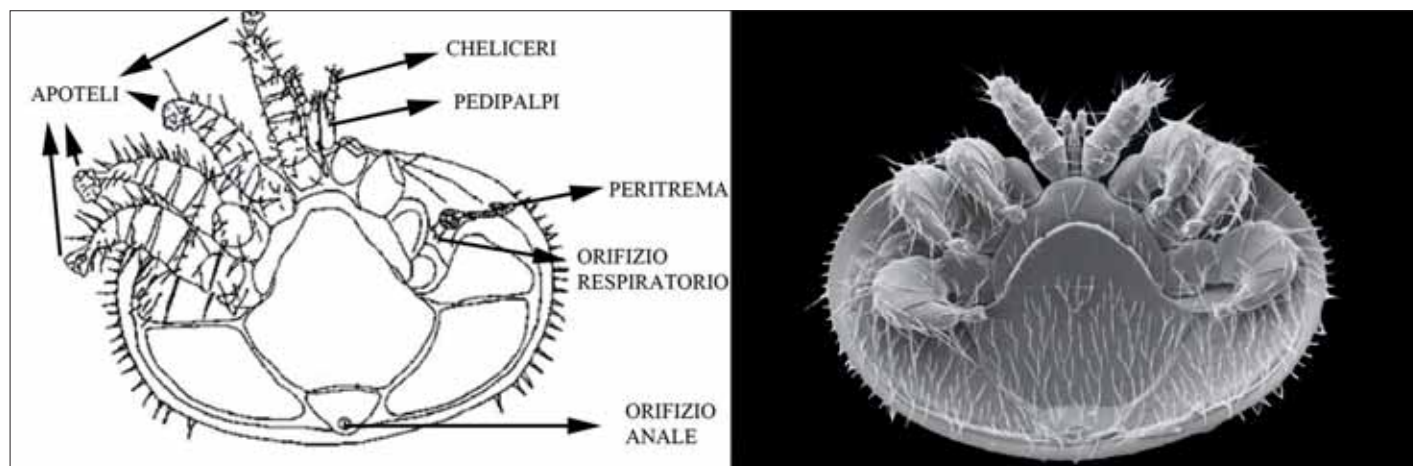 CHELICERI
APOTELI
PEDIPALPI
PERITREMA
ORIFIZIO
RESPIRATORIO
ORIFIZIO
ANALE